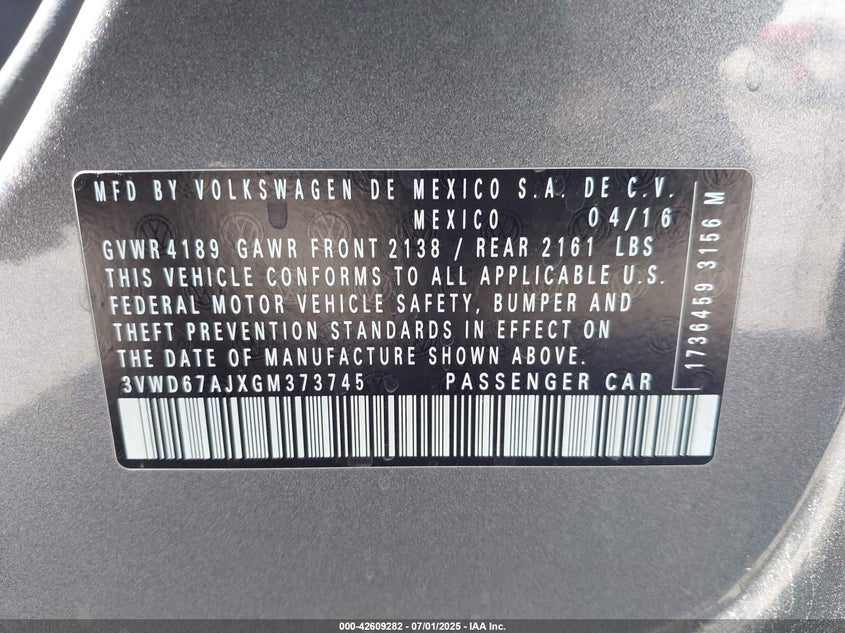 MFD BY VOLKSWAGEN DE MEXICO S.A. DE C.V.
MEXICO 04/16
GVWR 4189 GAWR FRONT 2138 / REAR 2161 LBS
THIS VEHICLE CONFORMS TO ALL APPLICABLE U.S.
FEDERAL MOTOR VEHICLE SAFETY, BUMPER AND
THEFT PREVENTION STANDARDS IN EFFECT ON
THE DATE OF MANUFACTURE SHOWN ABOVE.
3VWD67AJXGM373745 PASSENGER CAR
1736459 3156 M
000-42609282 - 07/01/2025 - IAA Inc.